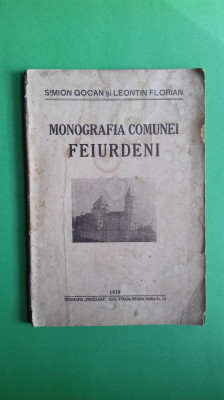 SIMION GOCAN și LEONTIN FLORIAN
MONOGRAFIA COMUNEI
FEIURDENI
1939